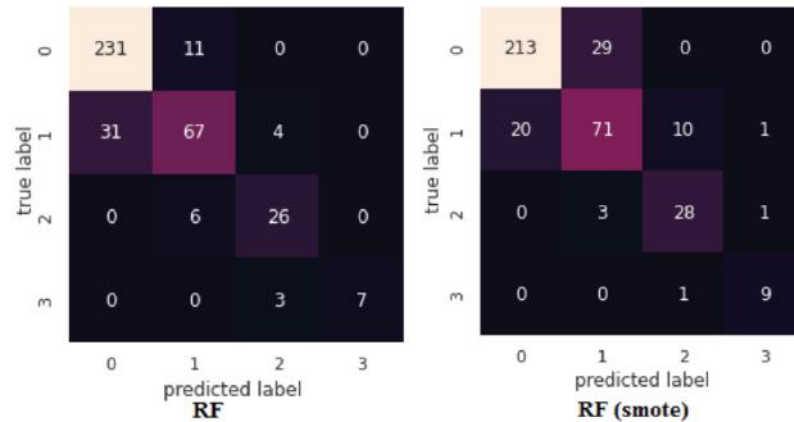 0 231 11 0 0
1 31 67 4 0
2 0 6 26 0
3 0 0 3 7
0 1 2 3
true label
predicted label
RF
0 213 29 0 0
1 20 71 10 1
2 0 3 28 1
3 0 0 1 9
0 1 2 3
true label
predicted label
RF (smote)